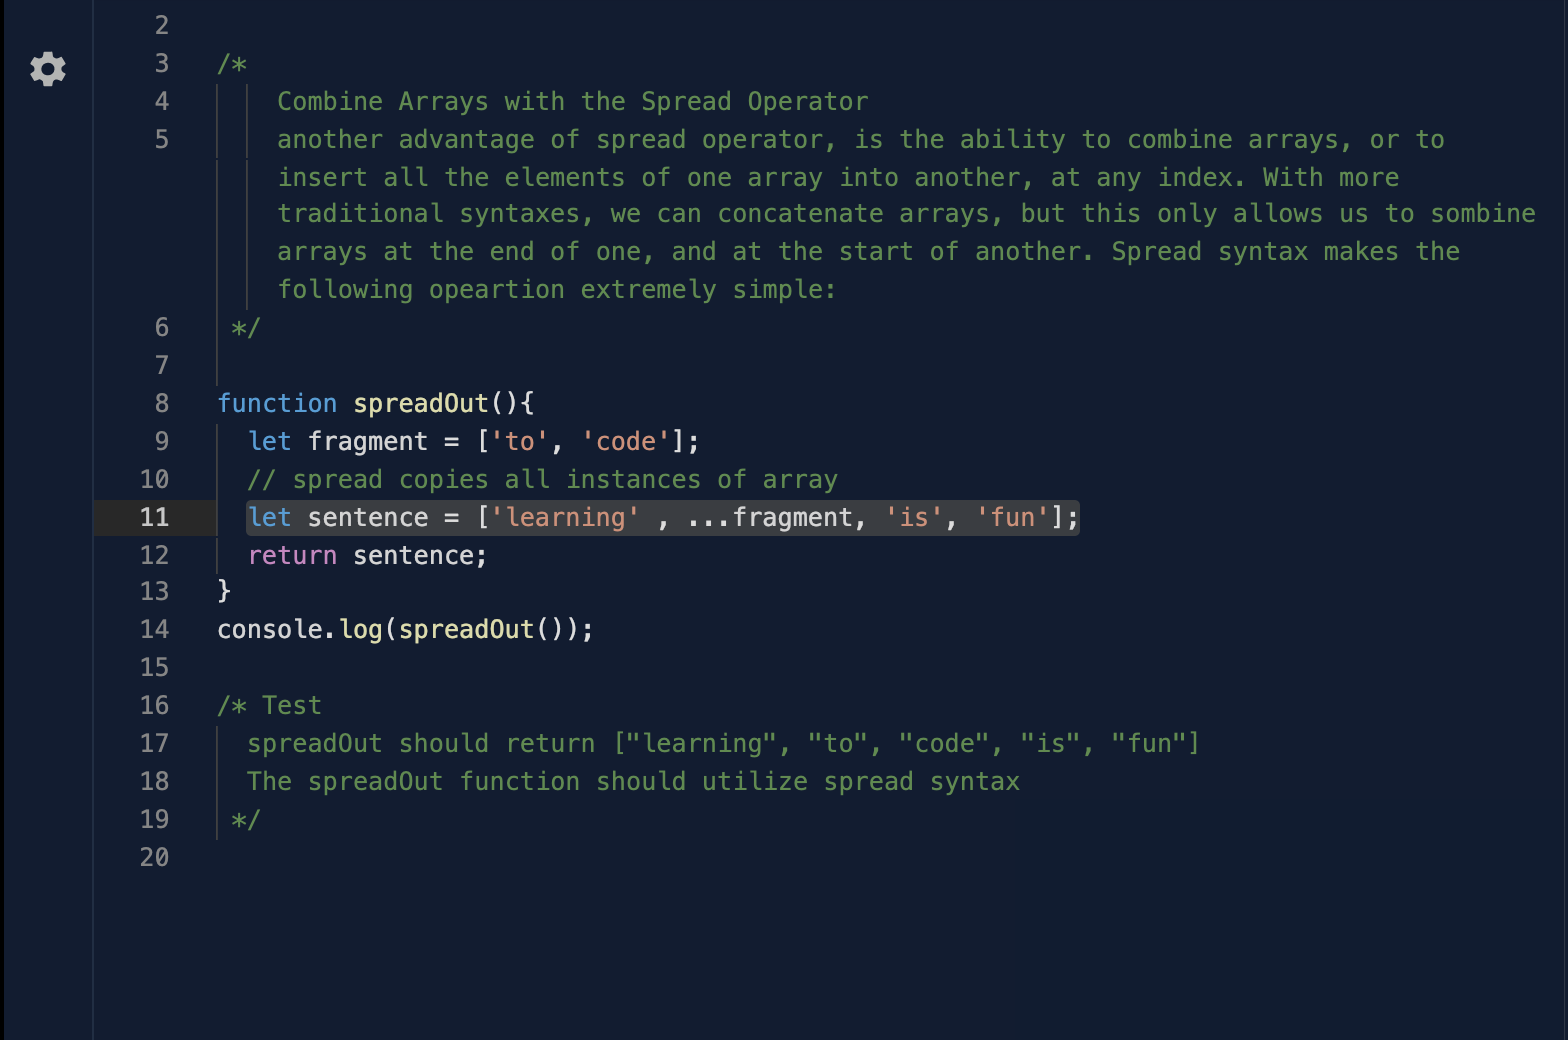 2
3 /*
4 Combine Arrays with the Spread Operator
5 another advantage of spread operator, is the ability to combine arrays, or to
insert all the elements of one array into another, at any index. With more
traditional syntaxes, we can concatenate arrays, but this only allows us to sombine
arrays at the end of one, and at the start of another. Spread syntax makes the
following opeartion extremely simple:
6 */
7
8 function spreadOut(){
9 let fragment = ['to', 'code'];
10 // spread copies all instances of array
11 let sentence = ['learning' , ...fragment, 'is', 'fun'];
12 return sentence;
13 }
14 console.log(spreadOut());
15
16 /* Test
17 spreadOut should return ["learning", "to", "code", "is", "fun"]
18 The spreadOut function should utilize spread syntax
19 */
20